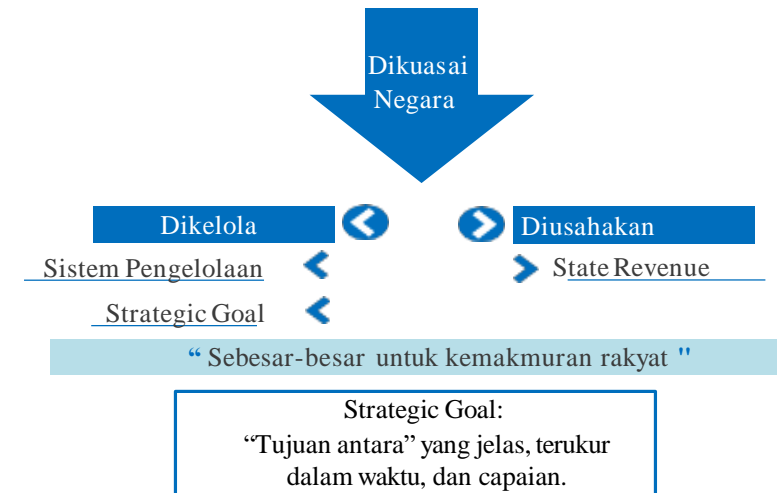 Dikuasai
Negara
Dikelola
Diusahakan
Sistem Pengelolaan
State Revenue
Strategic Goal
“ Sebesar-besar untuk kemakmuran rakyat "
Strategic Goal:
“Tujuan antara” yang jelas, terukur
dalam waktu, dan capaian.